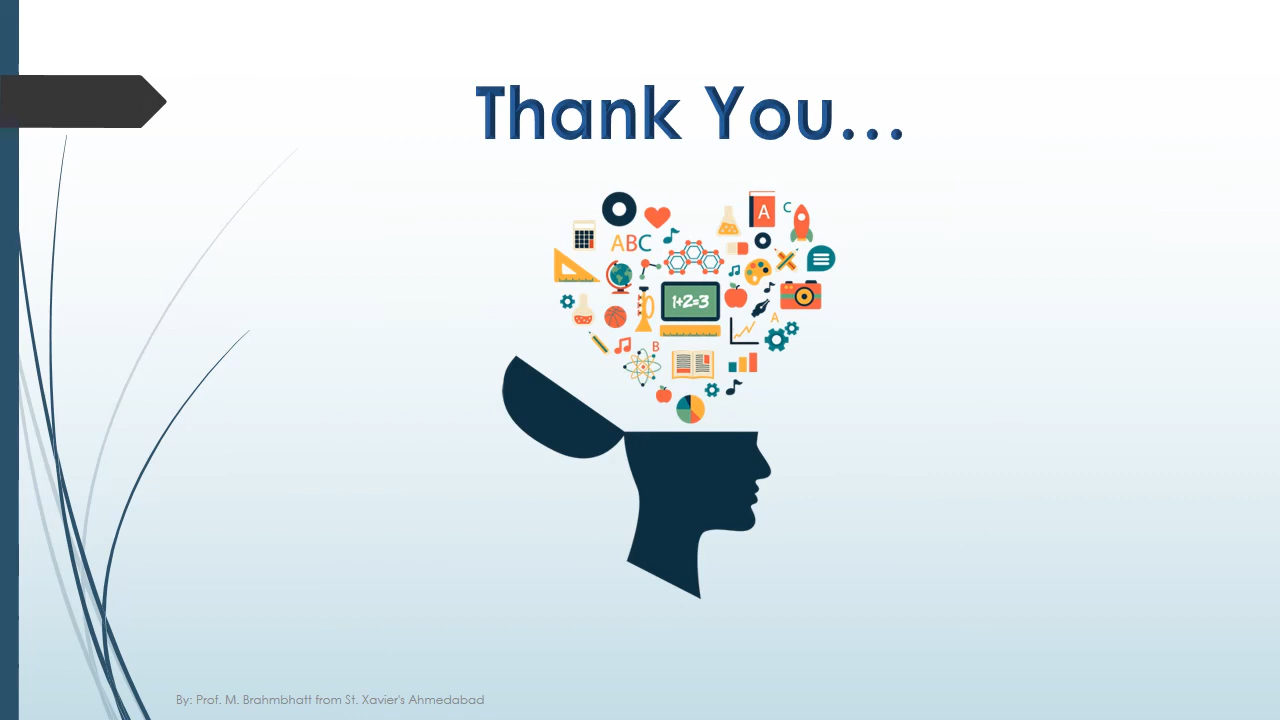 Thank You...
A
C
ABC
1+2=3
A
B
By: Prof. M. Brahmbhatt from St. Xavier's Ahmedabad